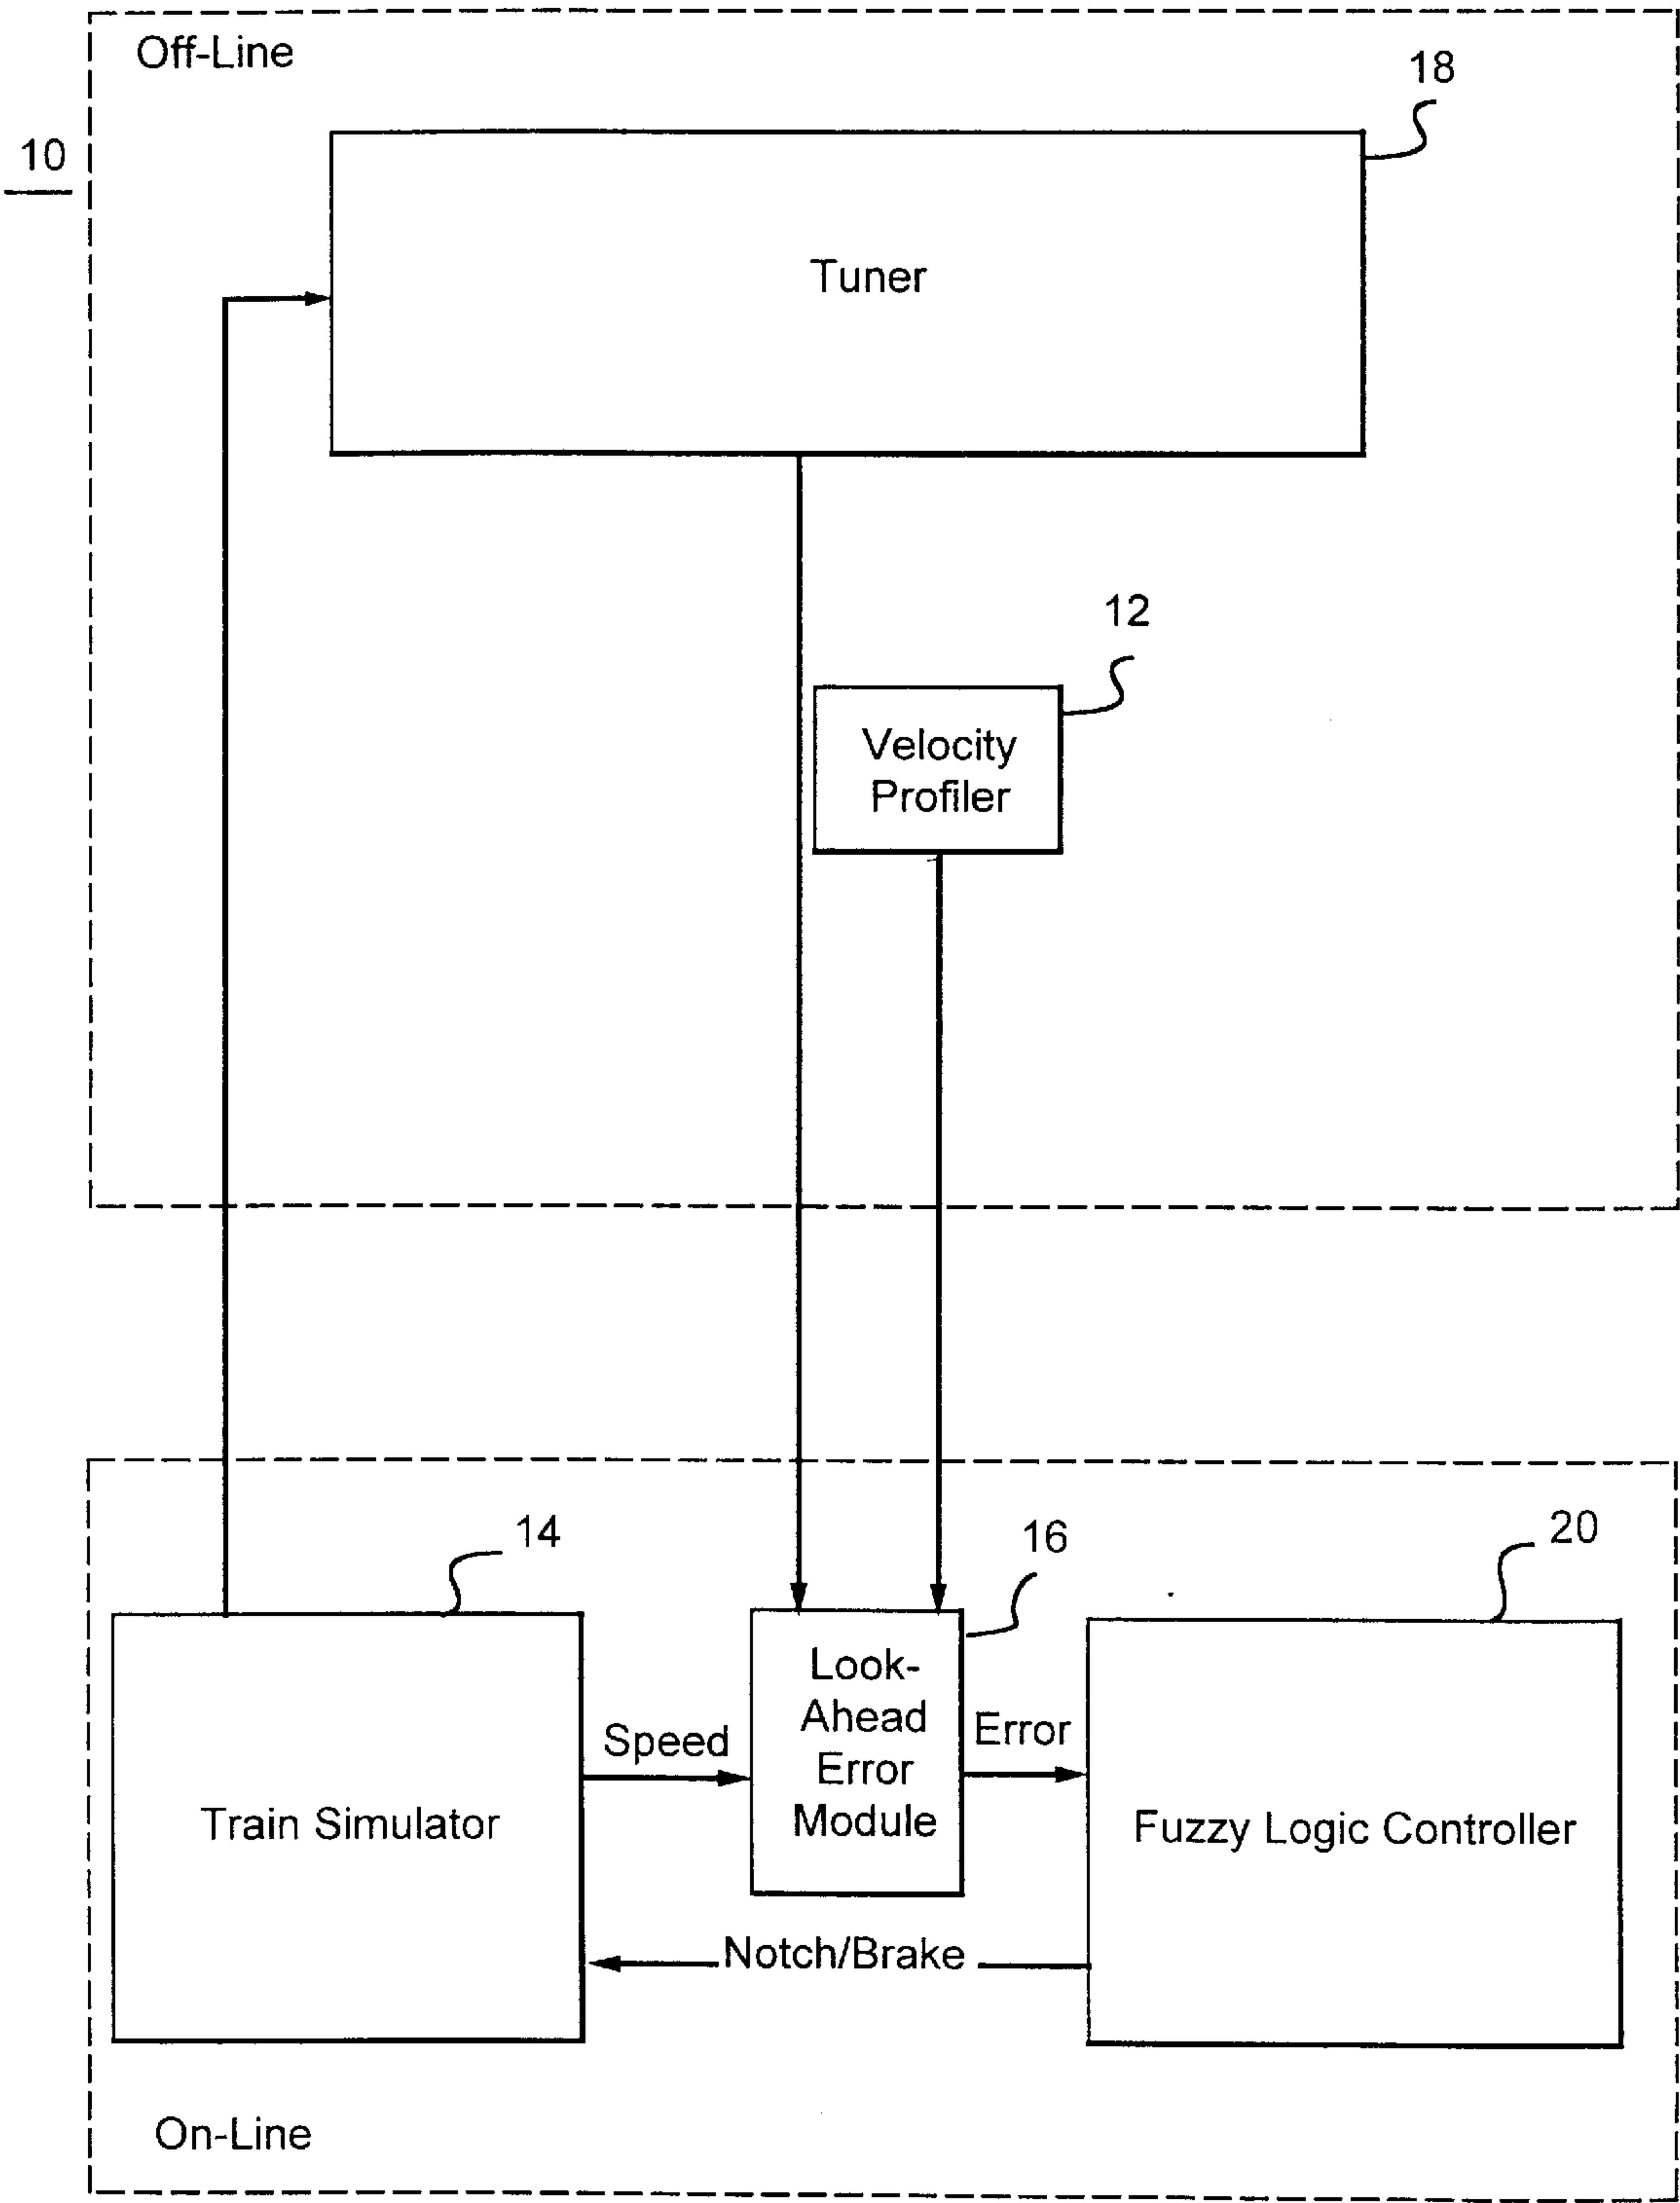 Off-Line
18
10
Tuner
12
Velocity
Profiler
14
16
20
Look-
Ahead
Error
Module
Speed
Error
Train Simulator
Fuzzy Logic Controller
Notch/Brake
On-Line